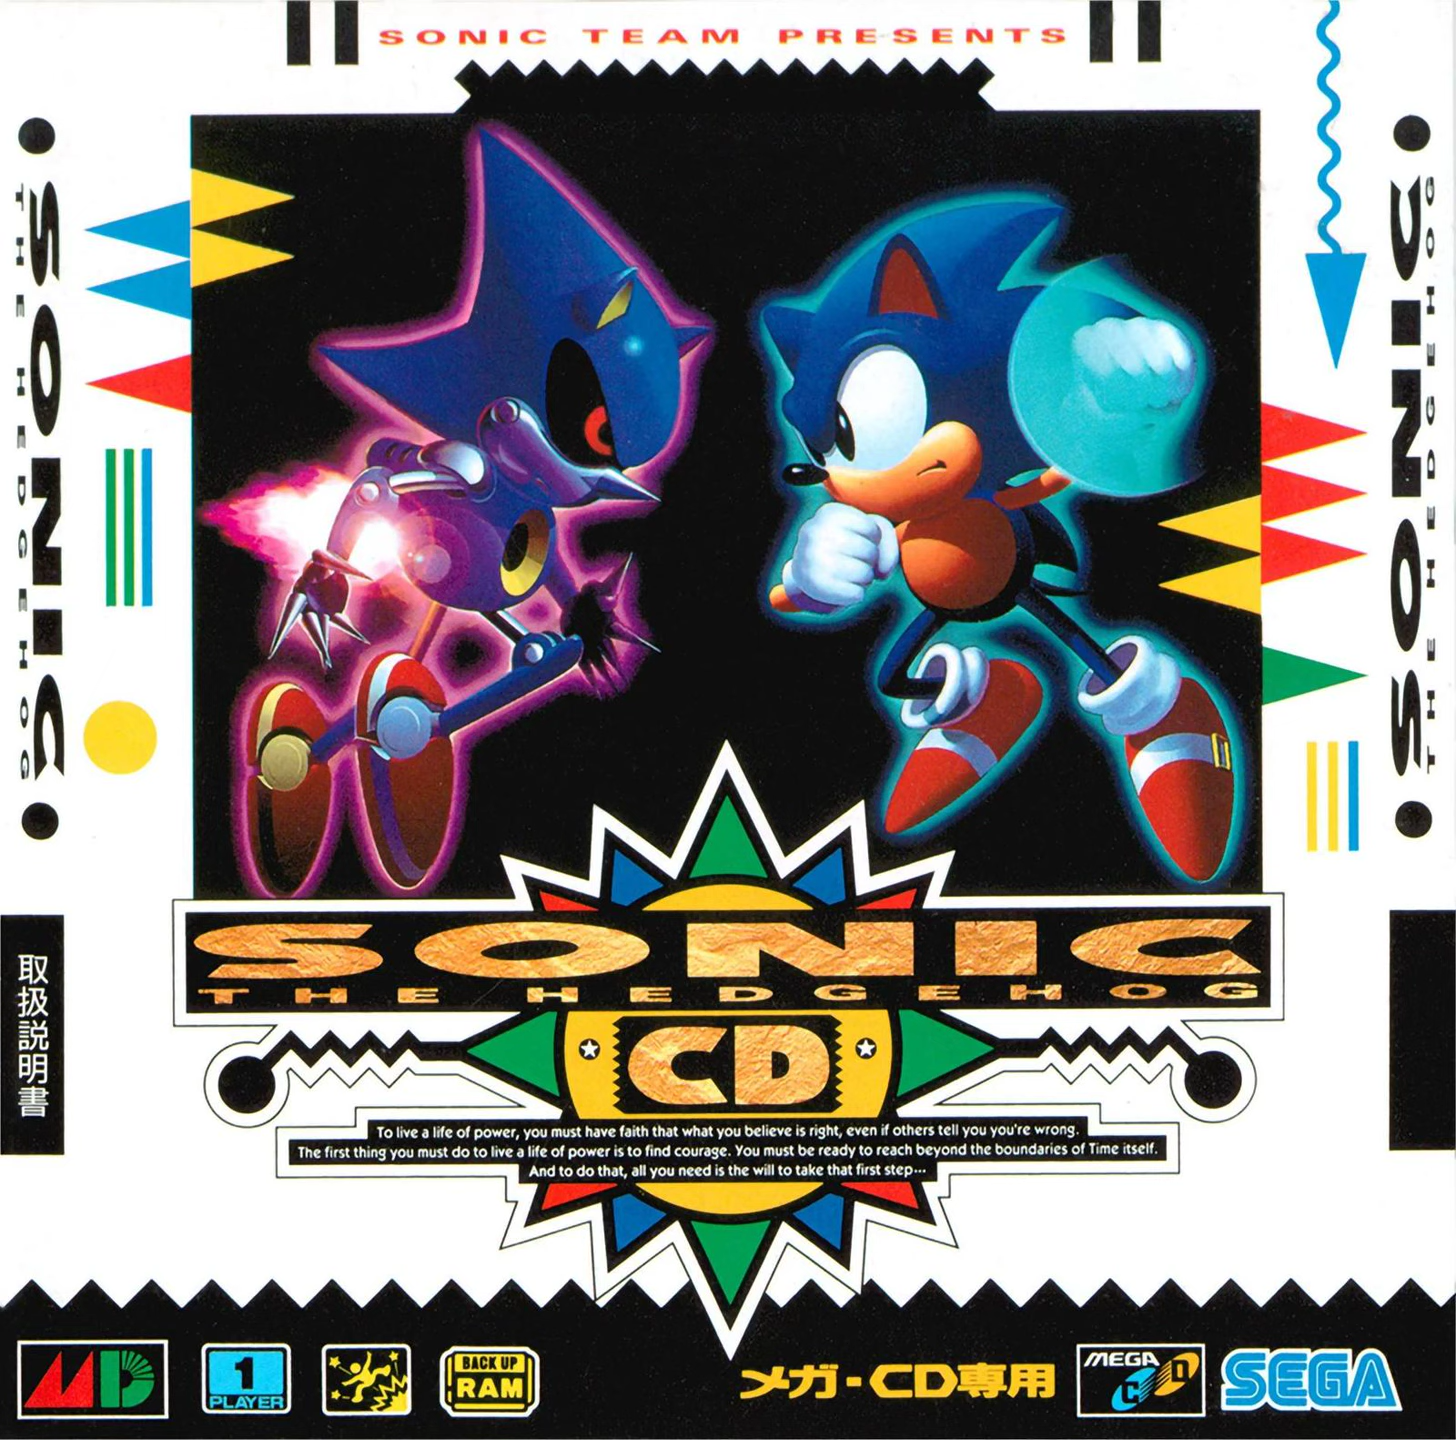 SONIC TEAM PRESENTS
SONIC
THE HEDGEHOG
SONIC
THE HEDGEHOG
取扱説明書
SONIC
THE HEDGEHOG
CD
To live a life of power, you must have faith that what you believe is right, even if others tell you you're wrong.
The first thing you must do to live a life of power is to find courage. You must be ready to reach beyond the boundaries of Time itself.
And to do that, all you need is the will to take that first step…
MD
1
PLAYER
BACK UP
RAM
メガ-CD専用
MEGA
CD
SEGA